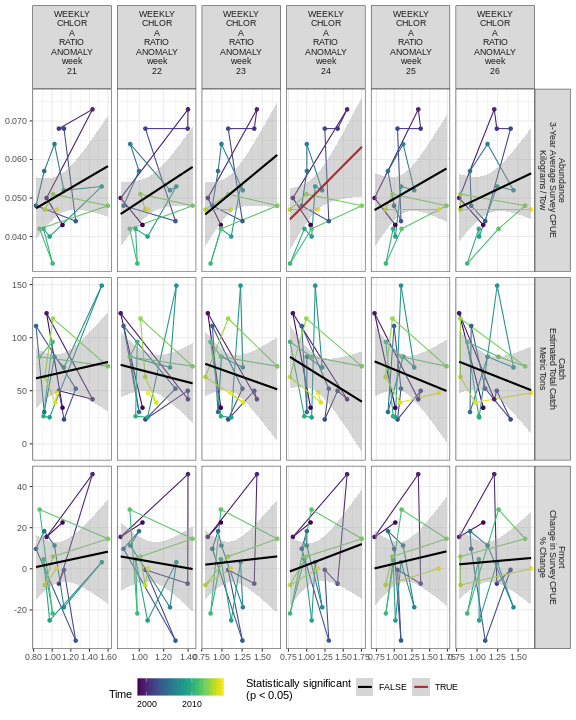 WEEKLY
CHLOR
A
RATIO
ANOMALY
week
21
WEEKLY
CHLOR
A
RATIO
ANOMALY
week
22
WEEKLY
CHLOR
A
RATIO
ANOMALY
week
23
WEEKLY
CHLOR
A
RATIO
ANOMALY
week
24
WEEKLY
CHLOR
A
RATIO
ANOMALY
week
25
WEEKLY
CHLOR
A
RATIO
ANOMALY
week
26
0.070
0.060
0.050
0.040
Abundance
3-Year Average Survey CPUE
Kilograms / Tow
150
100
50
0
Catch
Estimated Total Catch
Metric Tons
40
20
0
-20
Fmort
Change in Survey CPUE
% Change
0.80 1.00 1.20 1.40 1.60
1.00 1.20 1.40
0.75 1.00 1.25 1.50
0.75 1.00 1.25 1.50 1.75
0.75 1.00 1.25 1.50
0.75 1.00 1.25 1.50
Time
2000 2010
Statistically significant
(p < 0.05)
FALSE
TRUE